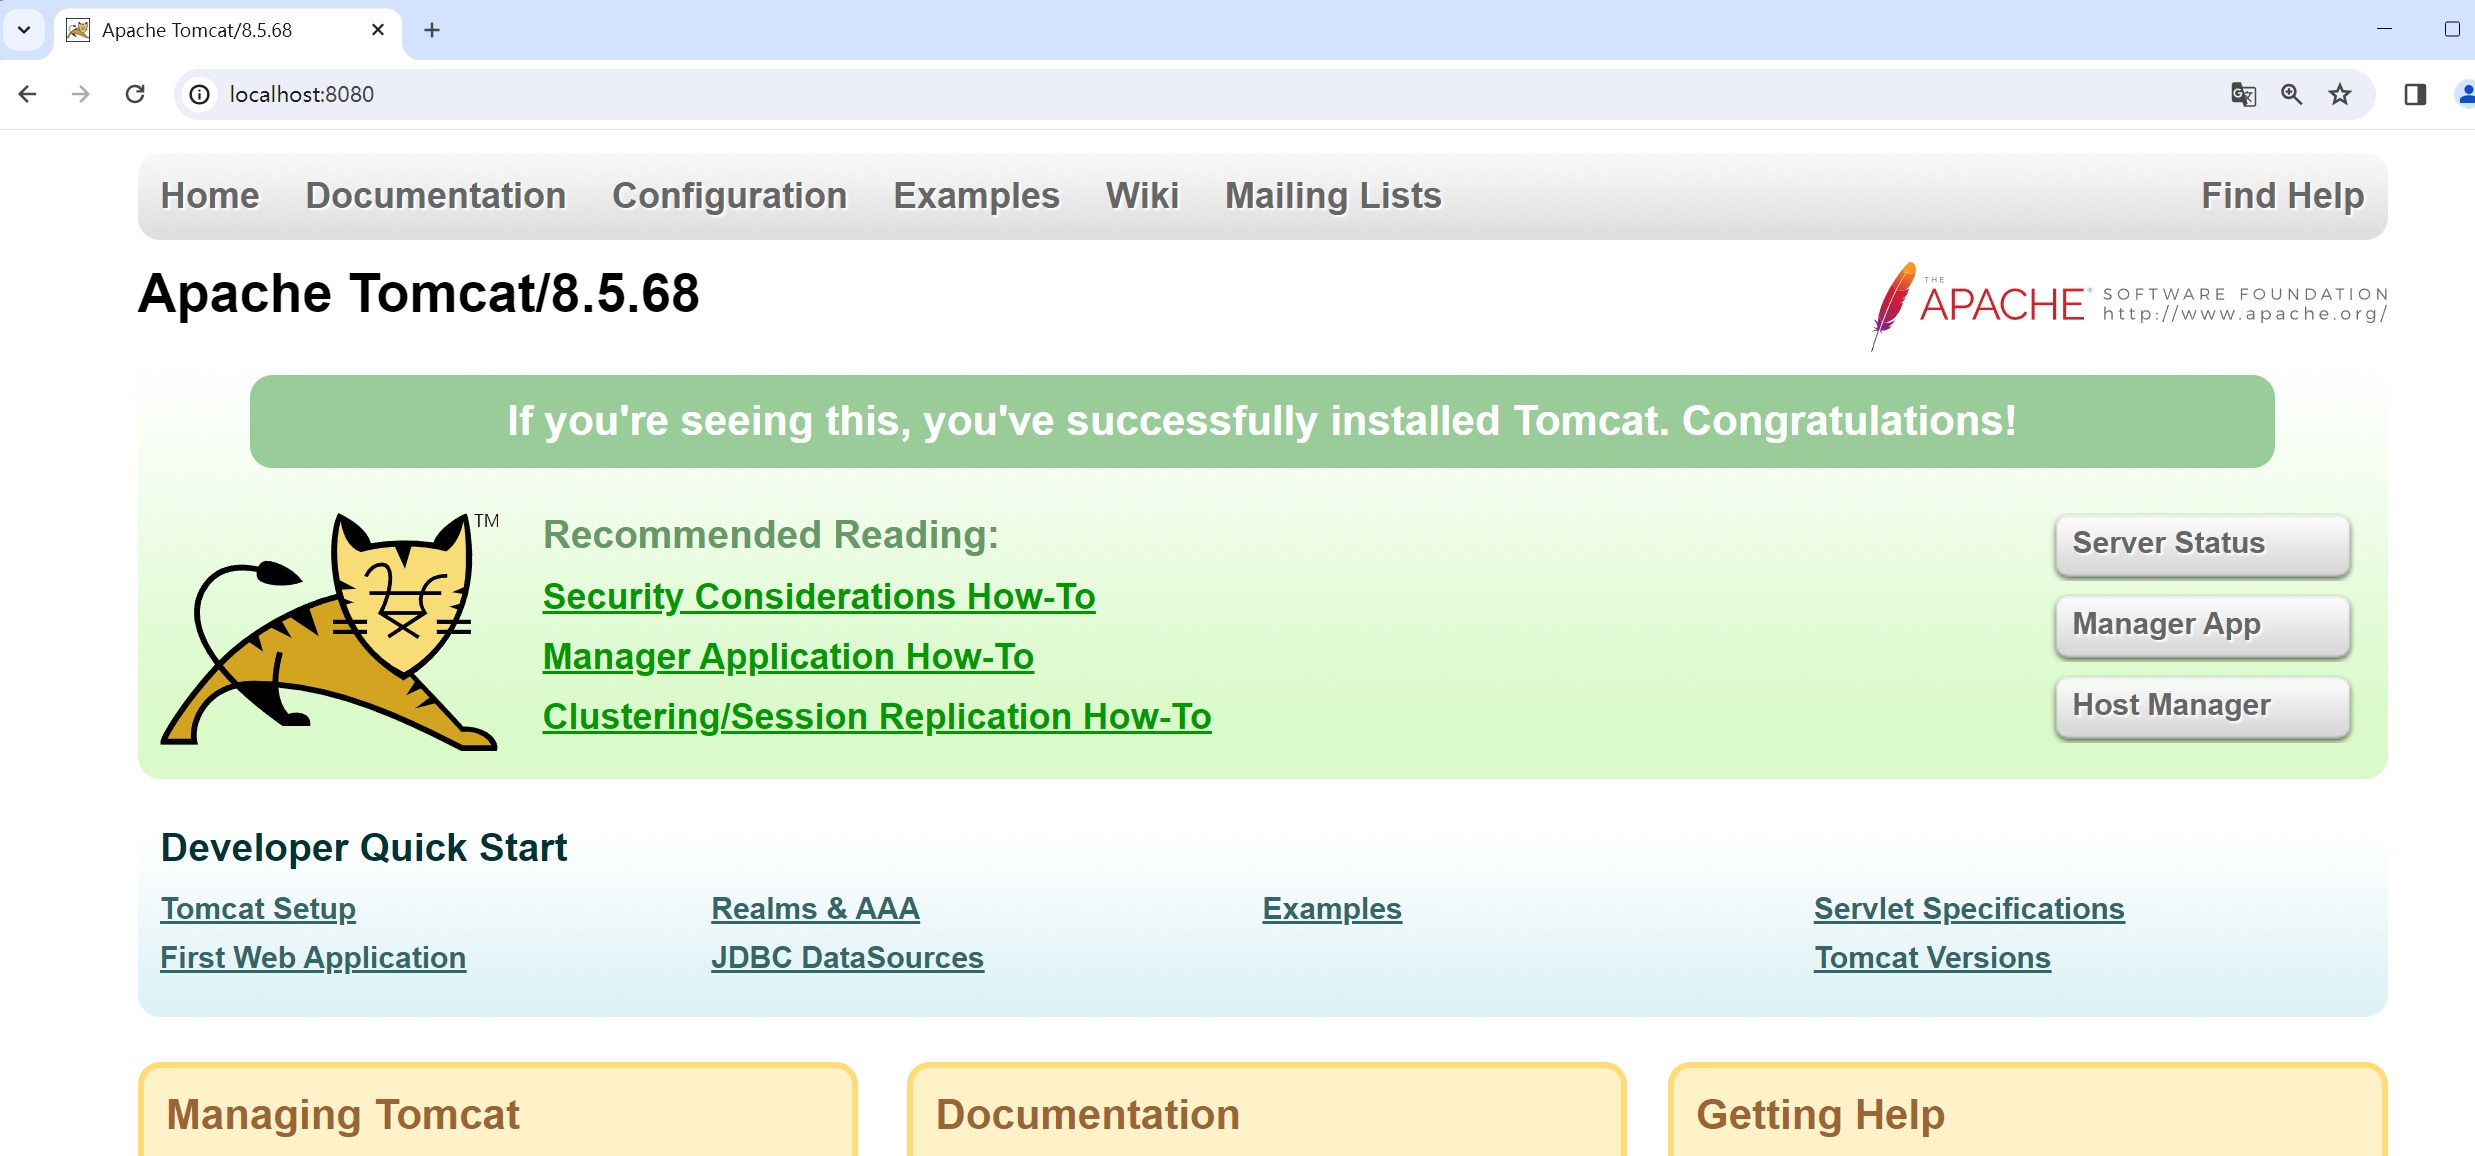 Apache Tomcat/8.5.68
localhost:8080
Home Documentation Configuration Examples Wiki Mailing Lists Find Help
Apache Tomcat/8.5.68
THE
APACHE® SOFTWARE FOUNDATION
http://www.apache.org/
If you're seeing this, you've successfully installed Tomcat. Congratulations!
TM
Recommended Reading:
Security Considerations How-To
Manager Application How-To
Clustering/Session Replication How-To
Server Status
Manager App
Host Manager
Developer Quick Start
Tomcat Setup Realms & AAA Examples Servlet Specifications
First Web Application JDBC DataSources Tomcat Versions
Managing Tomcat Documentation Getting Help